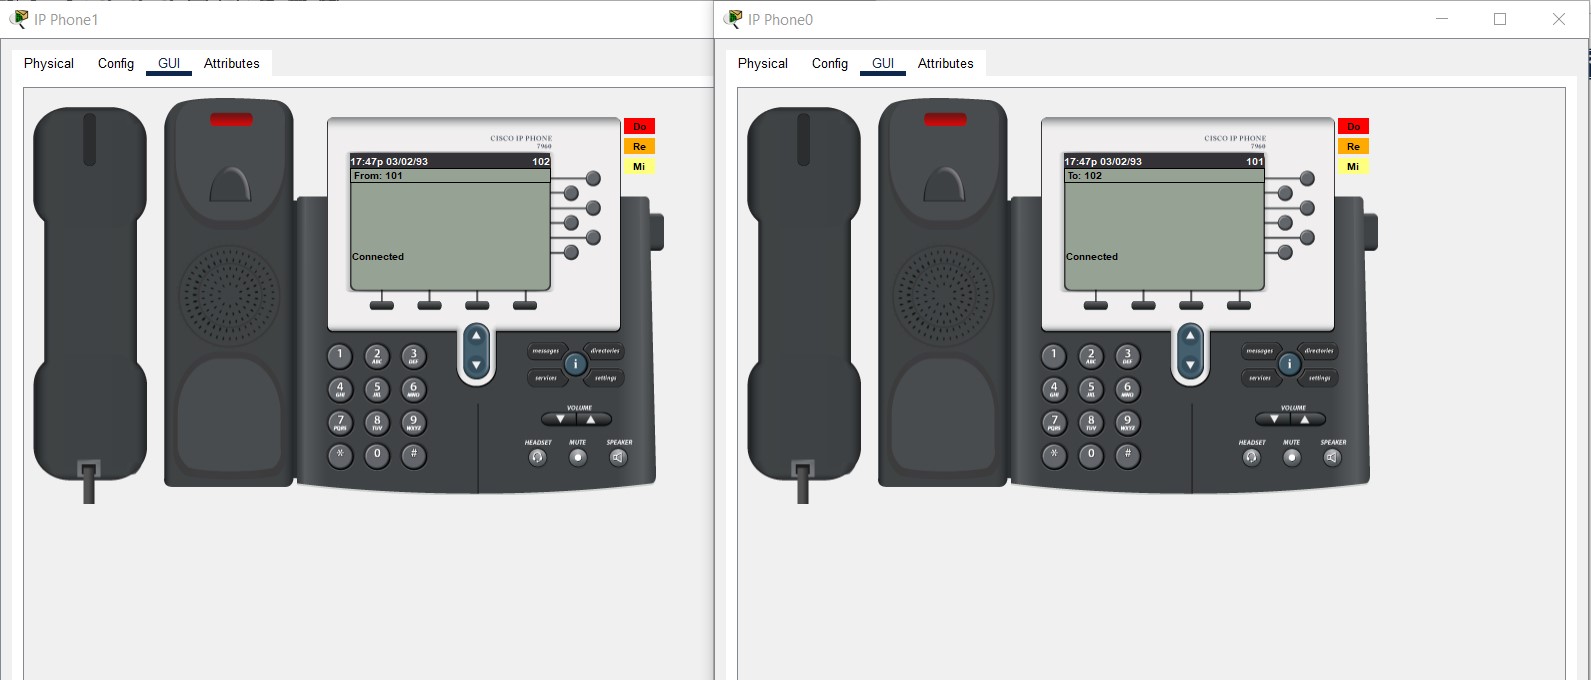 IP Phone1
Physical Config GUI Attributes
CISCO IP PHONE
7960
17:47p 03/02/93 102
From: 101
Connected
Do
Re
Mi
1 2 ABC 3 DEF
4 GHI 5 JKL 6 MNO
7 PQRS 8 TUV 9 WXYZ
* 0 #
messages directories
i
services settings
VOLUME
HEADSET MUTE SPEAKER
IP Phone0
Physical Config GUI Attributes
CISCO IP PHONE
7960
17:47p 03/02/93 101
To: 102
Connected
Do
Re
Mi
1 2 ABC 3 DEF
4 GHI 5 JKL 6 MNO
7 PQRS 8 TUV 9 WXYZ
* 0 #
messages directories
i
services settings
VOLUME
HEADSET MUTE SPEAKER